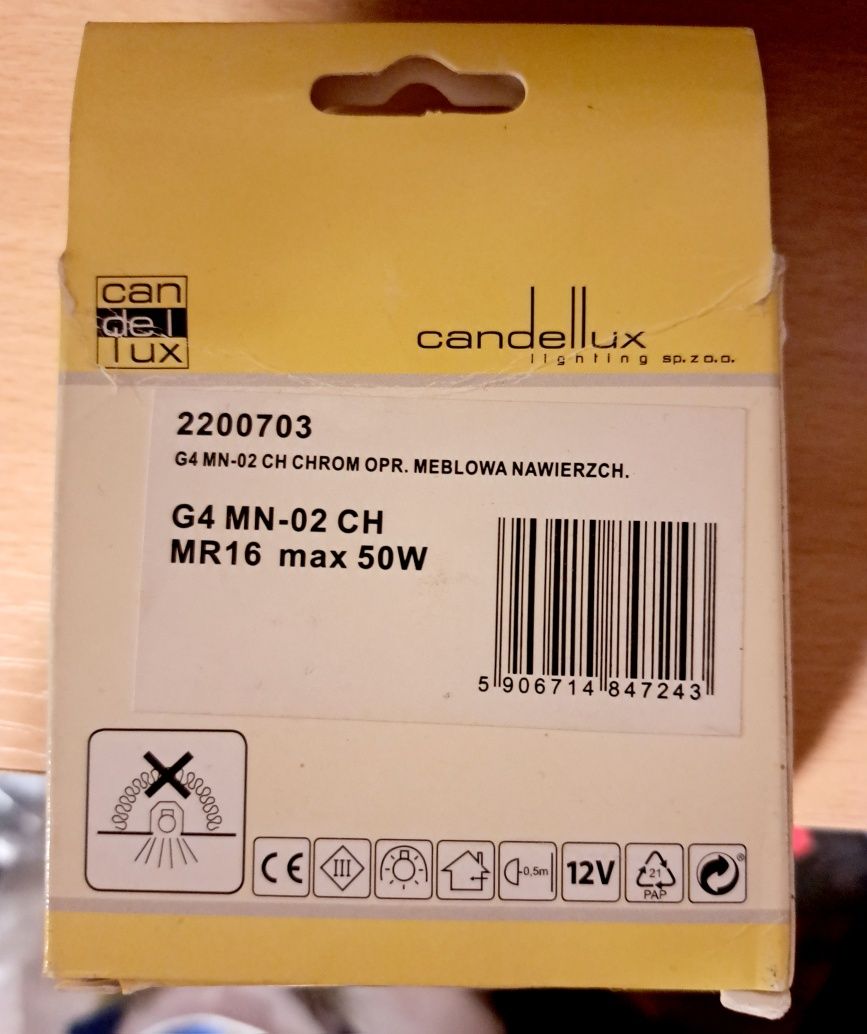 can
del
lux
candellux
lighting sp.zo.o.
2200703
G4 MN-02 CH CHROM OPR. MEBLOWA NAWIERZCH.
G4 MN-02 CH
MR16 max 50W
5 906714 847243
CE
III
-0,5m
12V
21
PAP
®